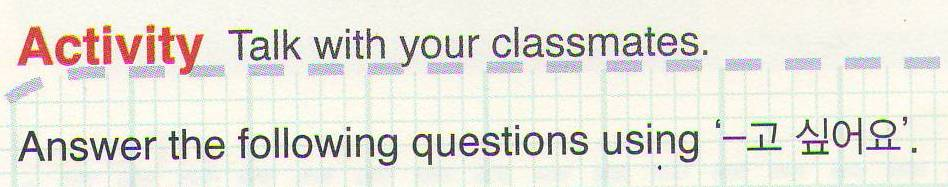 Activity Talk with your classmates.
Answer the following questions using ‘–고 싶어요’.